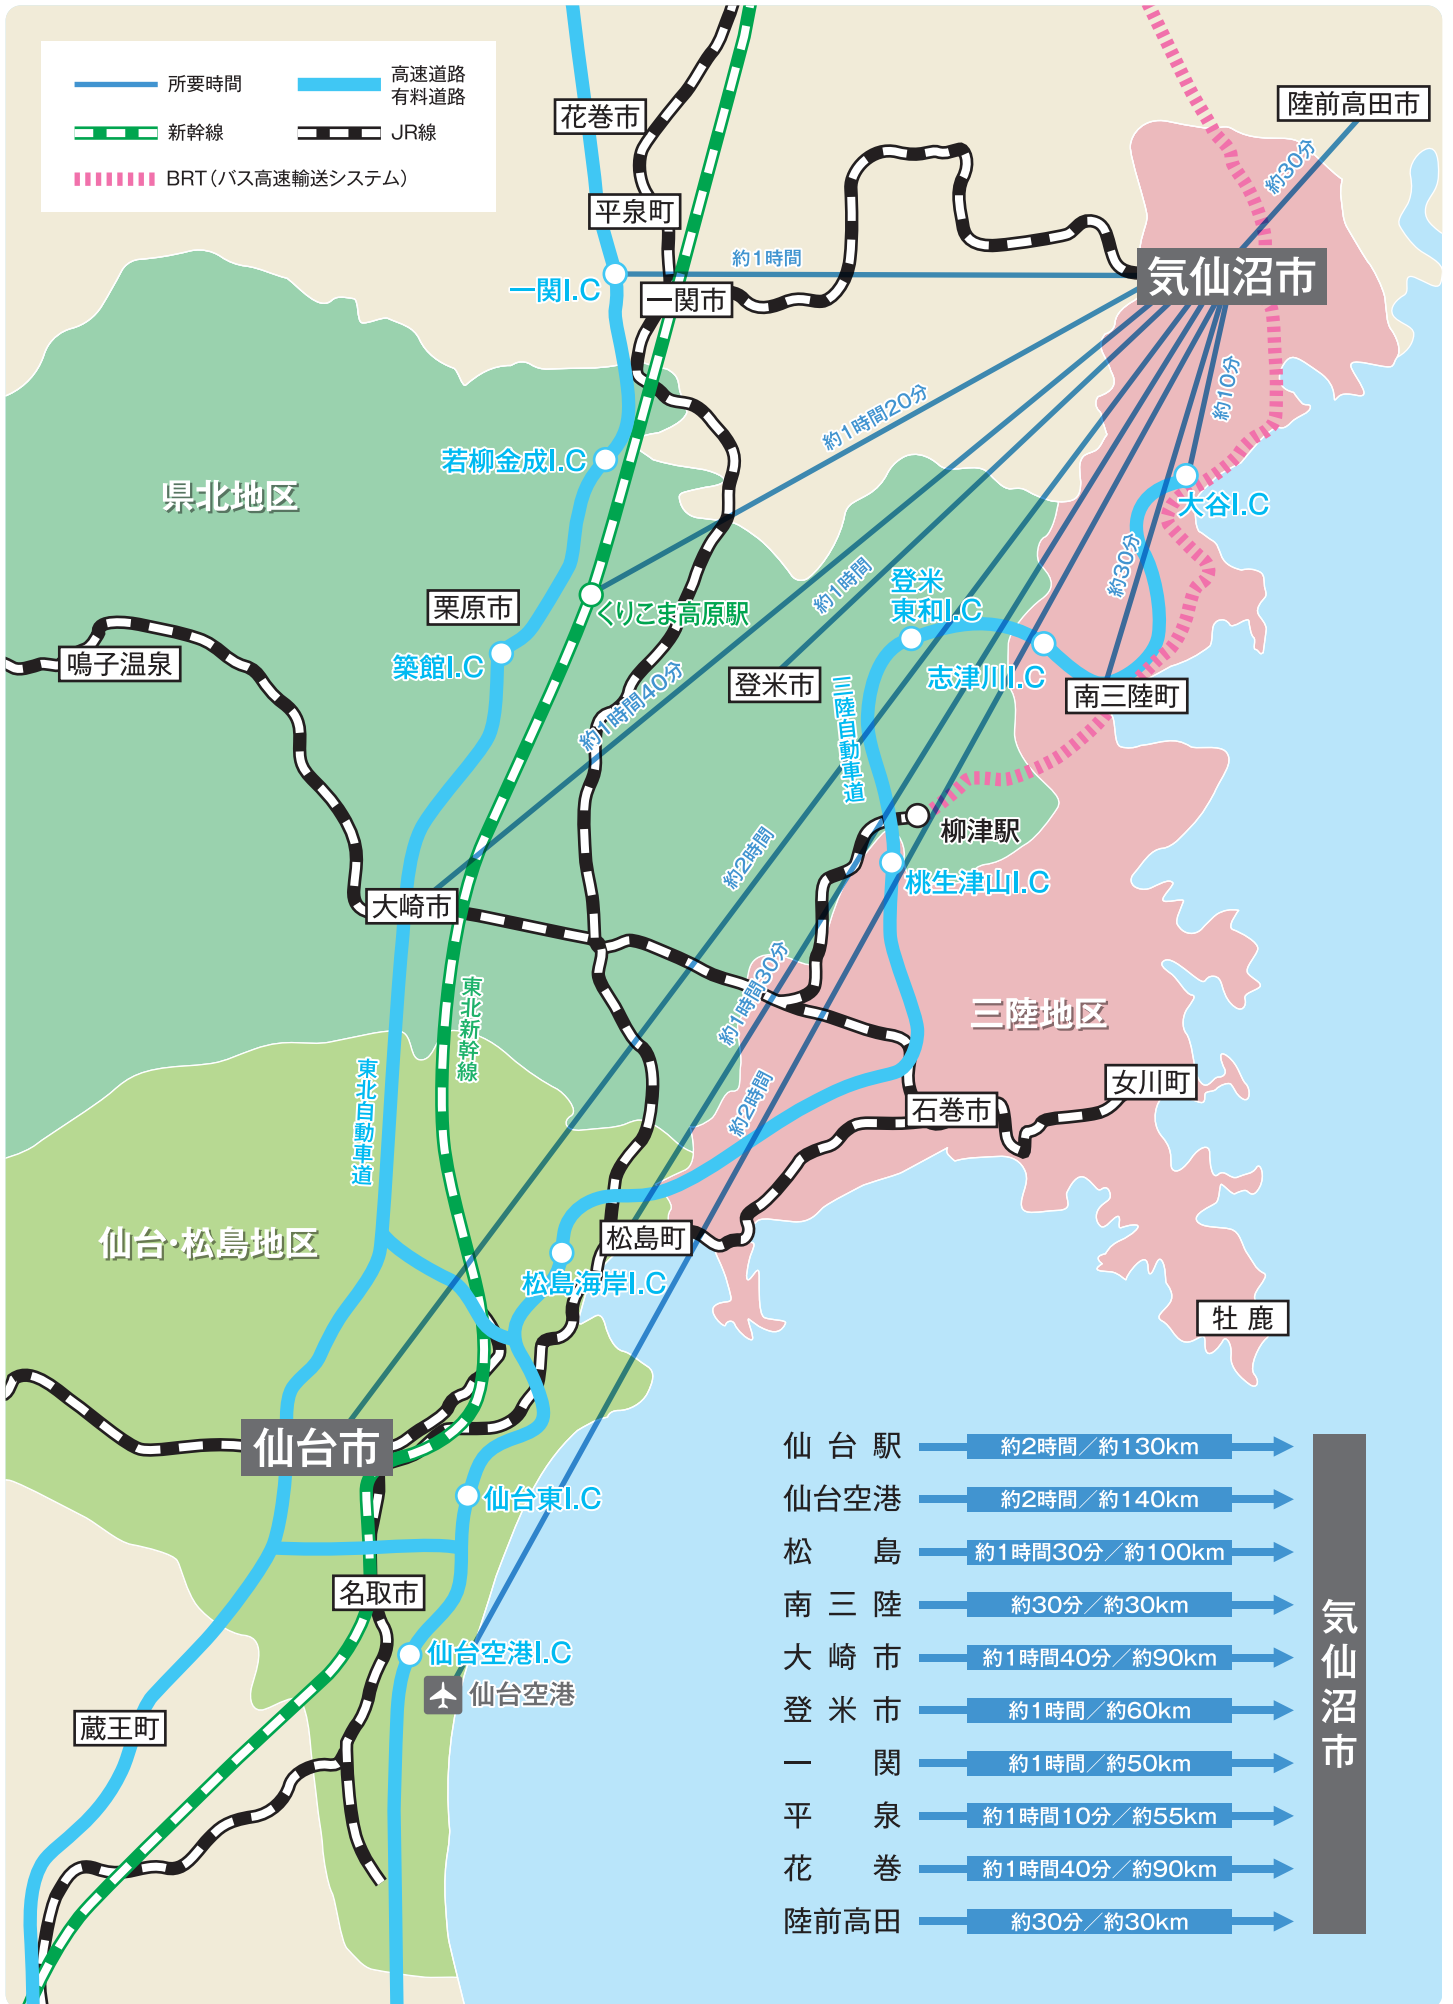 所要時間
高速道路
有料道路
新幹線
JR線
BRT（バス高速輸送システム）
花巻市
陸前高田市
約30分
平泉町
約1時間
気仙沼市
一関I.C
一関市
約10分
約1時間20分
若柳金成I.C
県北地区
大谷I.C
約30分
登米
東和I.C
約1時間
栗原市
くりこま高原駅
築館I.C
鳴子温泉
志津川I.C
登米市
南三陸町
約1時間40分
三陸自動車道
柳津駅
約2時間
桃生津山I.C
大崎市
約1時間30分
東北新幹線
三陸地区
女川町
石巻市
約2時間
東北自動車道
仙台・松島地区
松島町
松島海岸I.C
牡鹿
仙台市
仙台東I.C
名取市
仙台空港I.C
仙台空港
蔵王町
仙台駅 約2時間／約130km
仙台空港 約2時間／約140km
松島 約1時間30分／約100km
南三陸 約30分／約30km
大崎市 約1時間40分／約90km
登米市 約1時間／約60km
一関 約1時間／約50km
平泉 約1時間10分／約55km
花巻 約1時間40分／約90km
陸前高田 約30分／約30km
気仙沼市